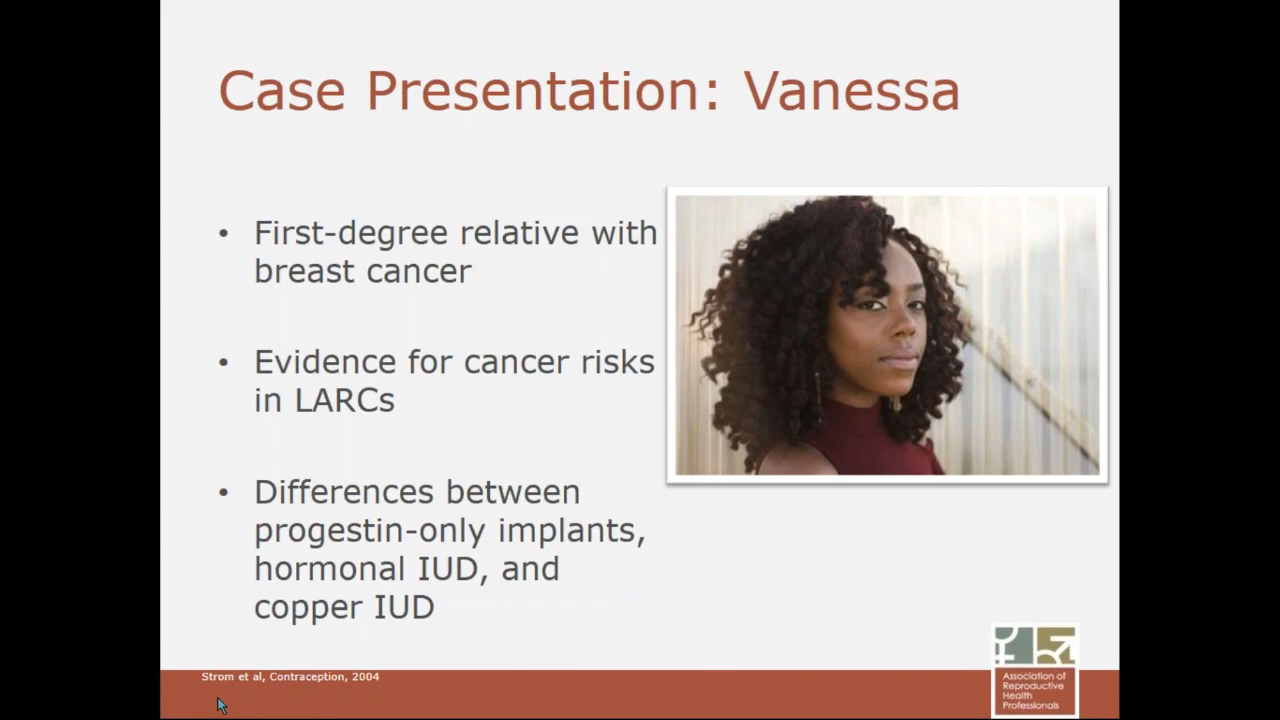 Case Presentation: Vanessa
• First-degree relative with
breast cancer
• Evidence for cancer risks
in LARCs
• Differences between
progestin-only implants,
hormonal IUD, and
copper IUD
Strom et al, Contraception, 2004
Association of
Reproductive
Health
Professionals